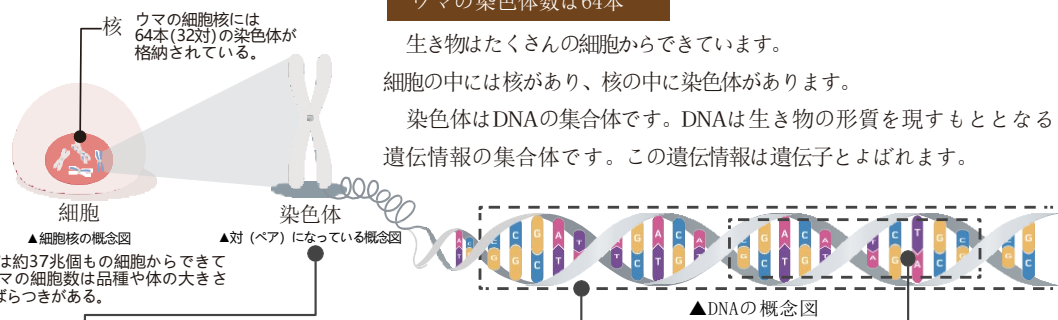 ウマの染色体数は64本
核
ウマの細胞核には
64本(32対)の染色体が
格納されている。
生き物はたくさんの細胞からできています。
細胞の中には核があり、核の中に染色体があります。
染色体はDNAの集合体です。DNAは生き物の形質を現すもととなる
遺伝情報の集合体です。この遺伝情報は遺伝子とよばれます。
細胞
▲細胞核の概念図
染色体
▲対（ペア）になっている概念図
は約37兆個もの細胞からできて
マの細胞数は品種や体の大きさ
ばらつきがある。
▲DNAの概念図